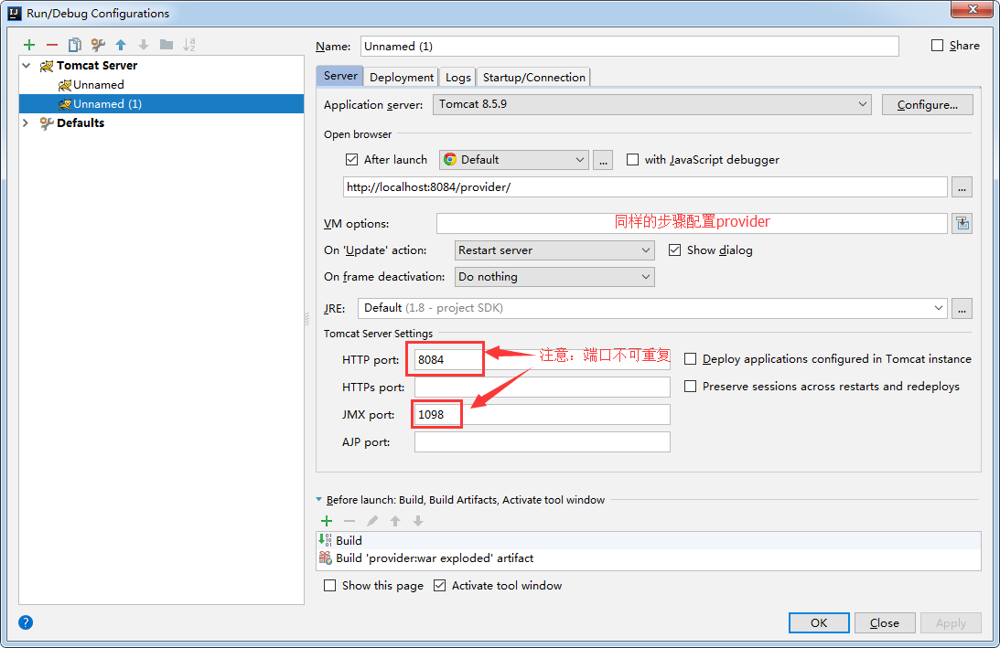 Run/Debug Configurations
Name: Unnamed (1) Share
Tomcat Server
Unnamed
Unnamed (1)
Defaults
Server Deployment Logs Startup/Connection
Application server: Tomcat 8.5.9 Configure...
Open browser
After launch Default ... with JavaScript debugger
http://localhost:8084/provider/ ...
VM options: 同样的步骤配置provider
On 'Update' action: Restart server Show dialog
On frame deactivation: Do nothing
JRE: Default (1.8 - project SDK) ...
Tomcat Server Settings
HTTP port: 8084 注意：端口不可重复 Deploy applications configured in Tomcat instance
HTTPs port: Preserve sessions across restarts and redeploys
JMX port: 1098
AJP port:
Before launch: Build, Build Artifacts, Activate tool window
Build
Build 'provider:war exploded' artifact
Show this page Activate tool window
? OK Close Apply